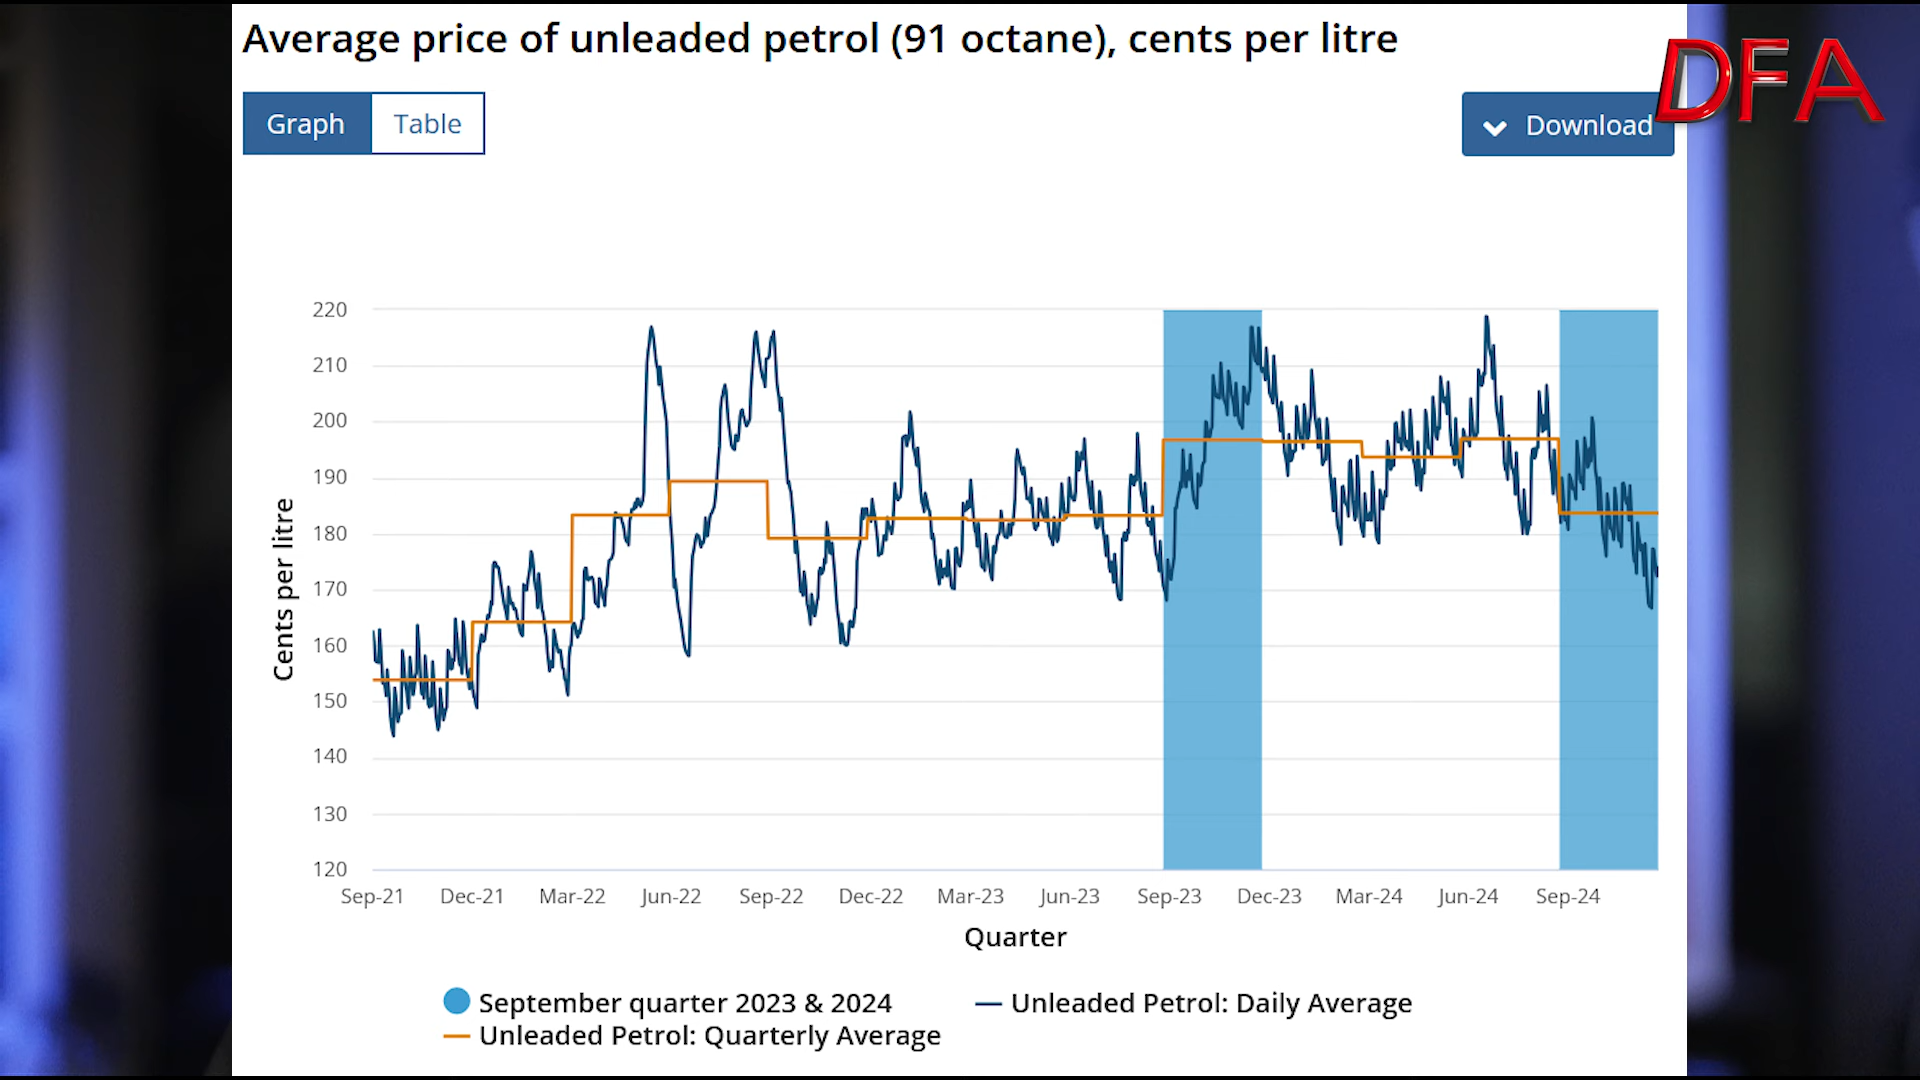 Average price of unleaded petrol (91 octane), cents per litre
DFA
Graph
Table
Download
220
210
200
190
180
170
160
150
140
130
120
Cents per litre
Sep-21
Dec-21
Mar-22
Jun-22
Sep-22
Dec-22
Mar-23
Jun-23
Sep-23
Dec-23
Mar-24
Jun-24
Sep-24
Quarter
September quarter 2023 & 2024
Unleaded Petrol: Daily Average
Unleaded Petrol: Quarterly Average